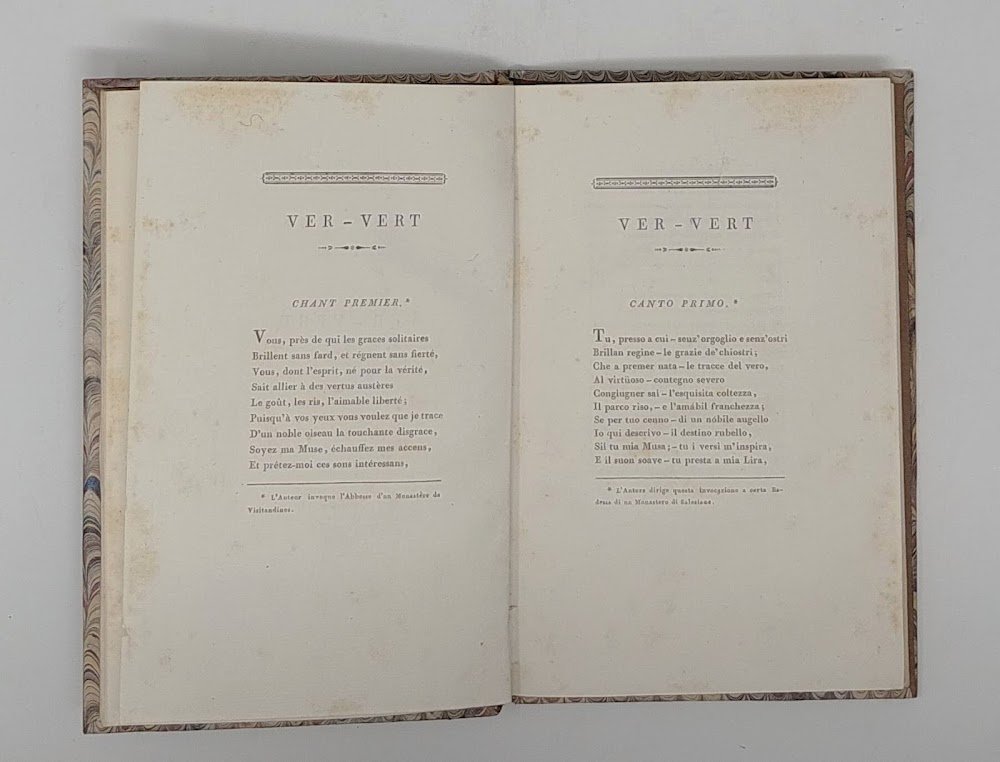 VER – VERT
CHANT PREMIER.*
Vous, près de qui les graces solitaires
Brillent sans fard, et régnent sans fierté,
Vous, dont l'esprit, né pour la vérité,
Sait allier à des vertus austères
Le goût, les ris, l'aimable liberté;
Puisqu'à vos yeux vous voulez que je trace
D'un noble oiseau la touchante disgrace,
Soyez ma Muse, échauffez mes accens,
Et prétez-moi ces sons intéressans,
* L'Auteur invoque l'Abbesse d'un Monastère de
Visitandines.
VER – VERT
CANTO PRIMO.*
Tu, presso a cui – senz'orgoglio e senz'ostri
Brillan regine – le grazie de'chiostri;
Che a premer nata – le tracce del vero,
Al virtüoso – contegno severo
Congiugner sai – l'esquisita coltezza,
Il parco riso, – e l'amábil franchezza;
Se per tuo cenno – di un nóbile augello
Io qui descrivo – il destino rubello,
Sii tu mia Musa; – tu i versi m'inspira,
E il suon soave – tu presta a mia Lira,
* L'Autore dirige questa invocazione a certa Ba-
dessa di un Monastero di Salesiane.